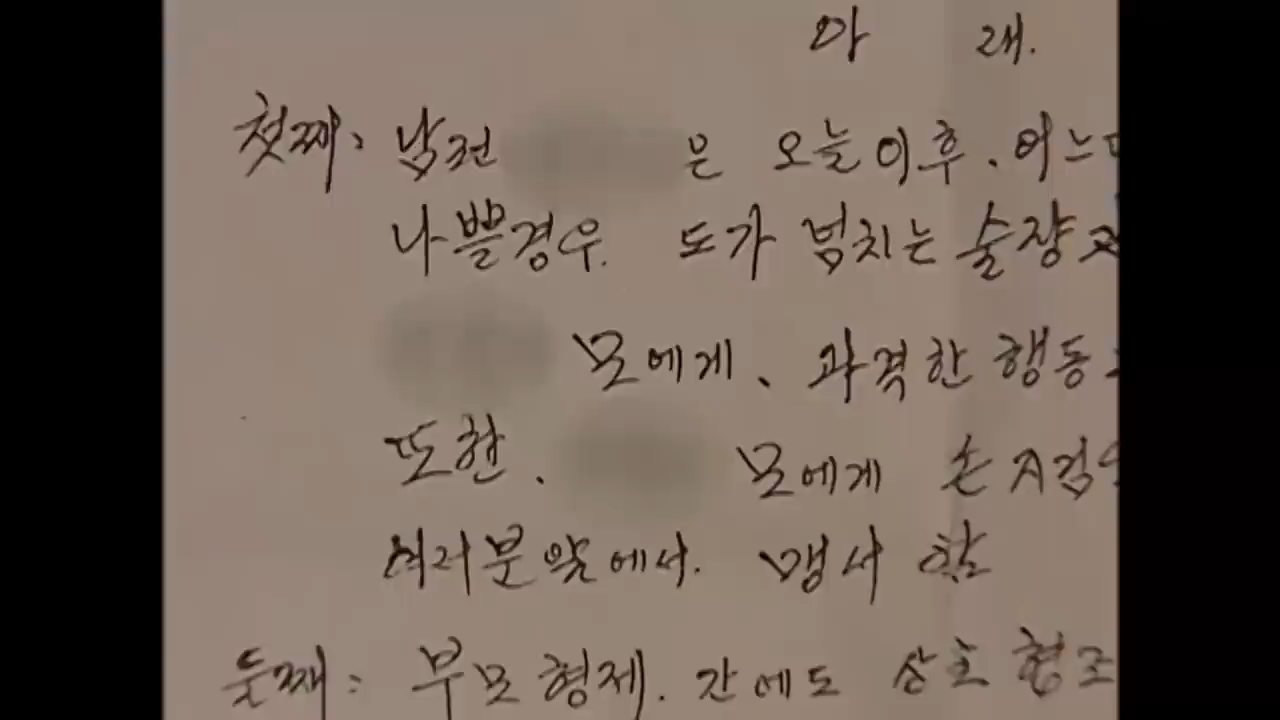 아 래.
첫째: 남편 은 오늘이후. 어느
나쁠경우. 도가 넘치는 술장
모에게、 과격한 행동
또한. 모에게 손지검
여러분 앞에서. 맹서 함
둘째: 부모형제. 간에도 상호협조